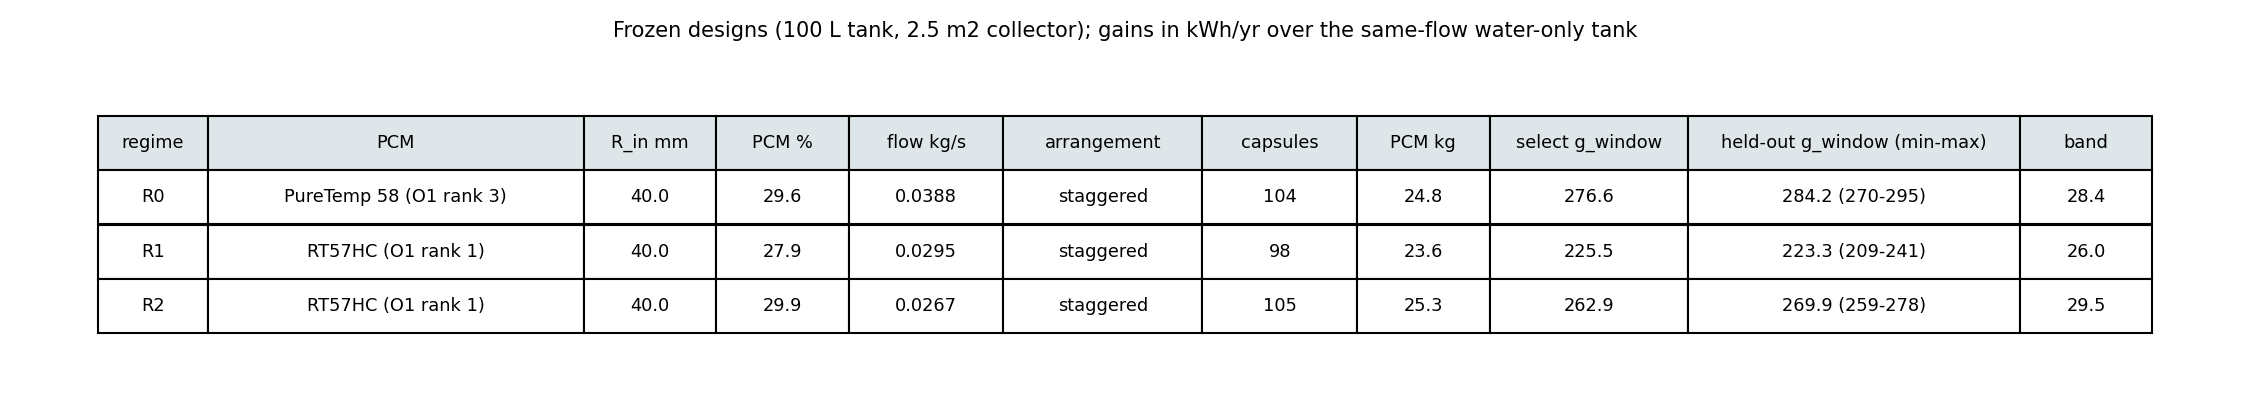 Frozen designs (100 L tank, 2.5 m2 collector); gains in kWh/yr over the same-flow water-only tank
regime PCM R_in mm PCM % flow kg/s arrangement capsules PCM kg select g_window held-out g_window (min-max) band
R0 PureTemp 58 (O1 rank 3) 40.0 29.6 0.0388 staggered 104 24.8 276.6 284.2 (270-295) 28.4
R1 RT57HC (O1 rank 1) 40.0 27.9 0.0295 staggered 98 23.6 225.5 223.3 (209-241) 26.0
R2 RT57HC (O1 rank 1) 40.0 29.9 0.0267 staggered 105 25.3 262.9 269.9 (259-278) 29.5